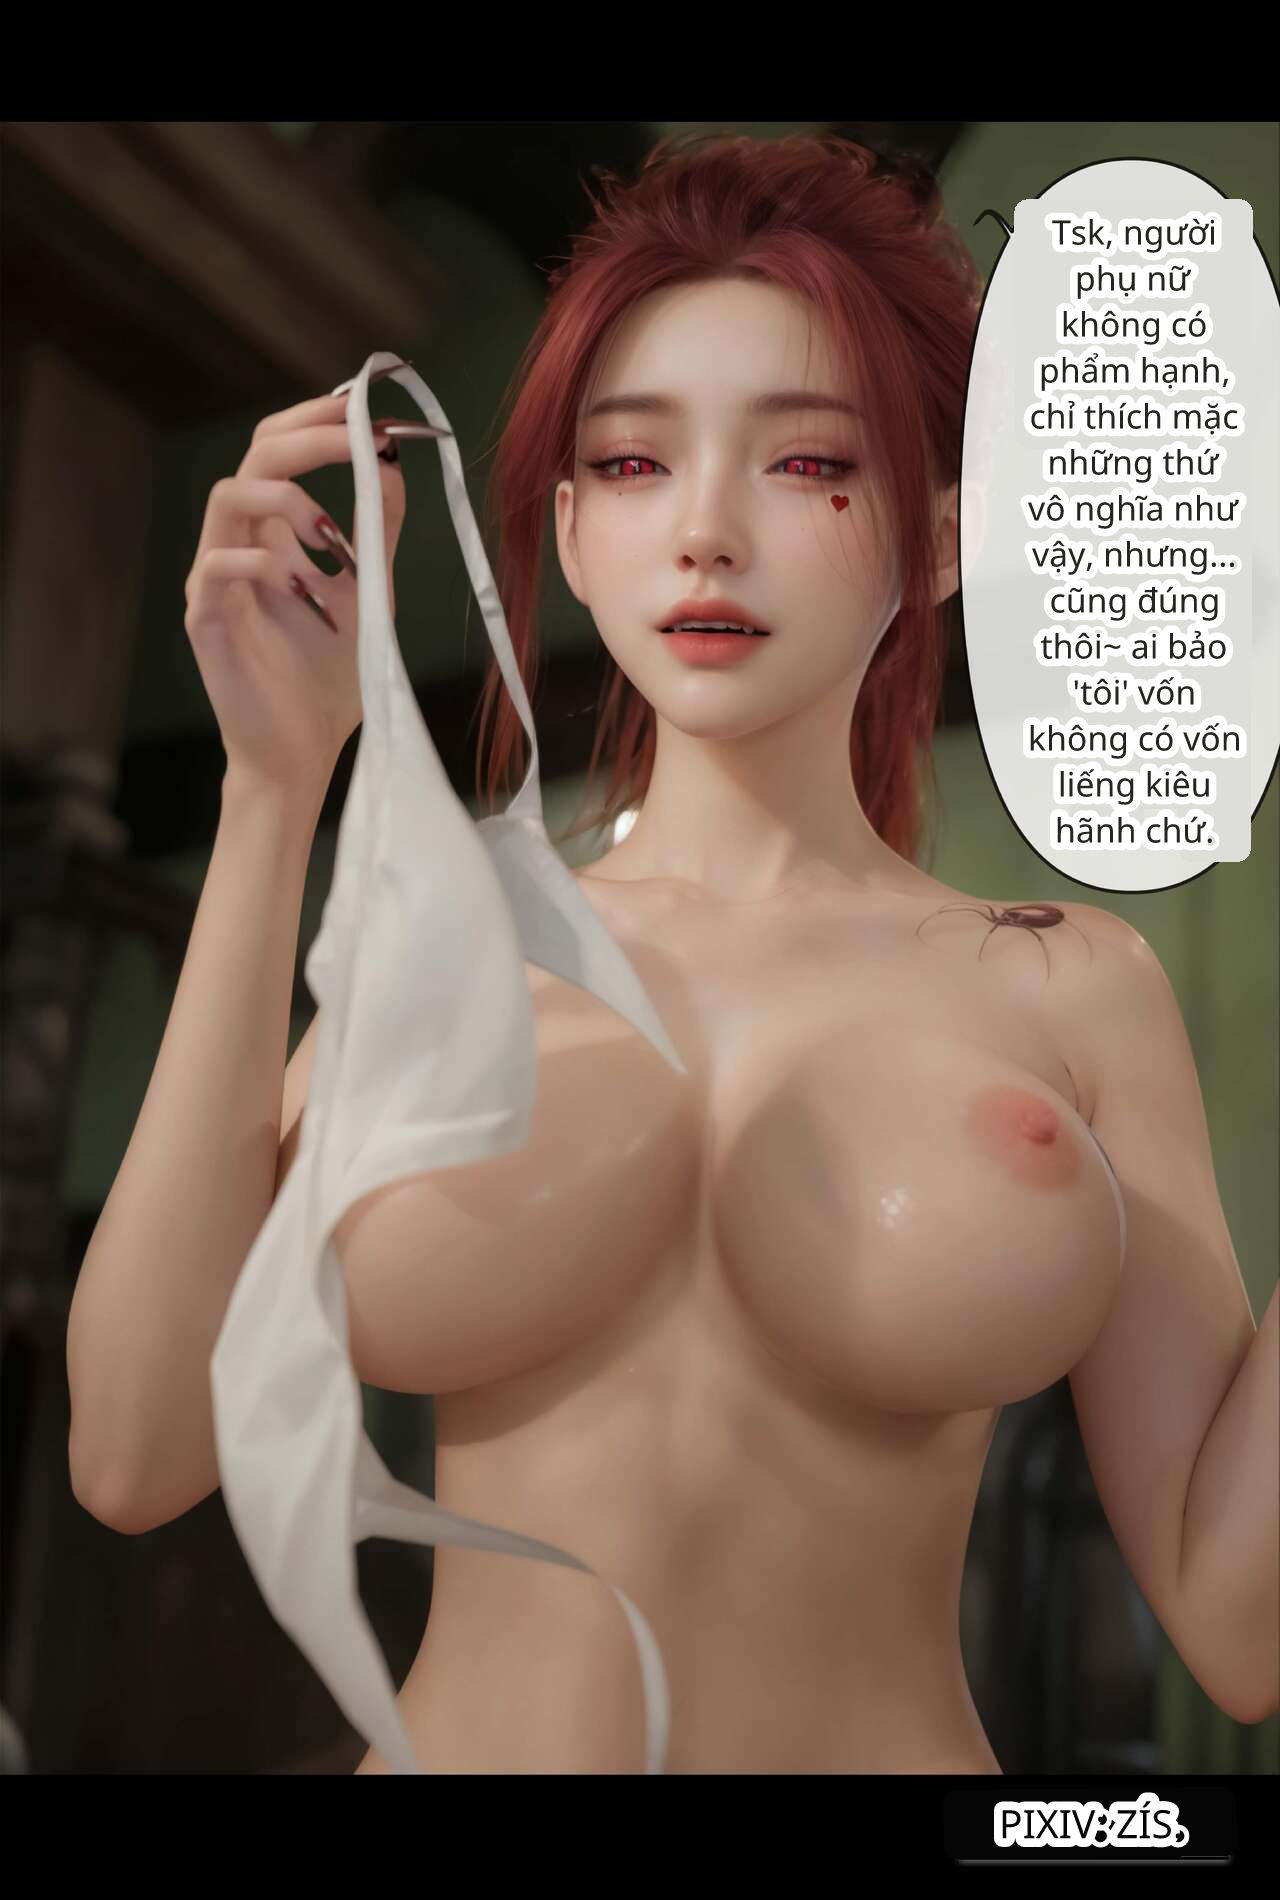 Tsk, người
phụ nữ
không có
phẩm hạnh,
chỉ thích mặc
những thứ
vô nghĩa như
vậy, nhưng...
cũng đúng
thôi~ ai bảo
'tôi' vốn
không có vốn
liếng kiêu
hãnh chứ.
PIXIV:ZÍS,